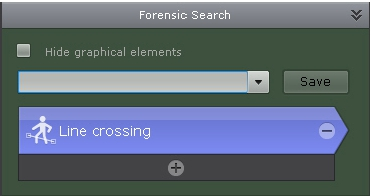 Forensic Search
Hide graphical elements
Save
Line crossing